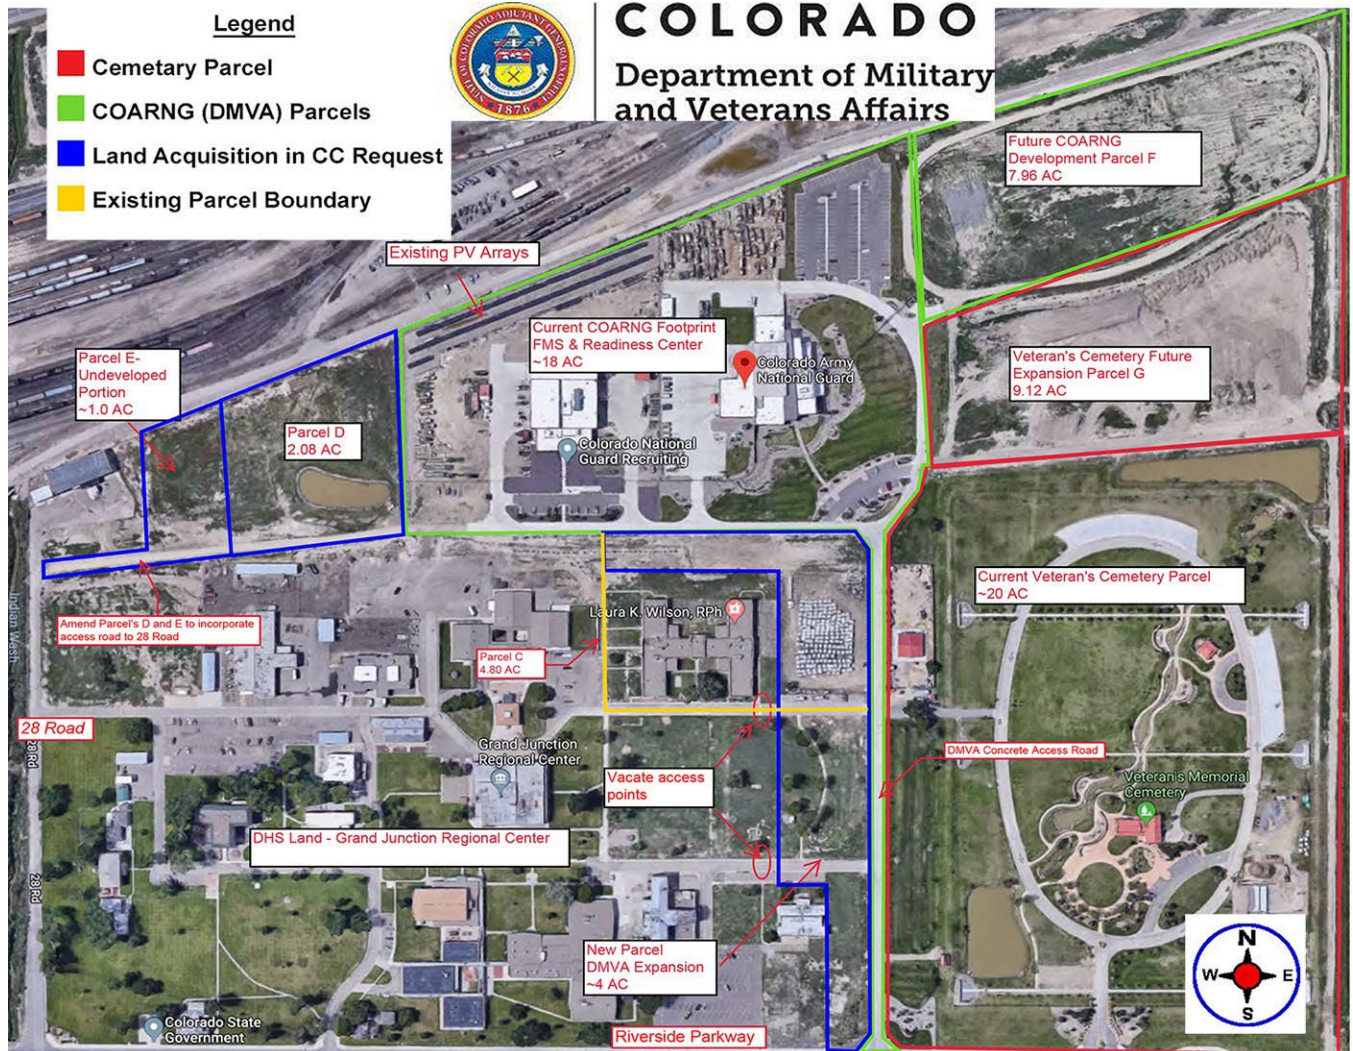 Legend
Cemetary Parcel
COARNG (DMVA) Parcels
Land Acquisition in CC Request
Existing Parcel Boundary
STATE OF COLORADO ADJUTANT GENERAL'S OFFICE
1876
COLORADO
Department of Military
and Veterans Affairs
Future COARNG
Development Parcel F
7.96 AC
Existing PV Arrays
Current COARNG Footprint
FMS & Readiness Center
~18 AC
Colorado Army
National Guard
Veteran's Cemetery Future
Expansion Parcel G
9.12 AC
Parcel E-
Undeveloped
Portion
~1.0 AC
Parcel D
2.08 AC
Colorado National
Guard Recruiting
Indian Wash
Amend Parcel's D and E to incorporate
access road to 28 Road
Laura K. Wilson, RPh
Current Veteran's Cemetery Parcel
~20 AC
Parcel C
4.80 AC
28 Road
28 Rd
Grand Junction
Regional Center
Vacate access
points
DMVA Concrete Access Road
Veteran's Memorial
Cemetery
DHS Land - Grand Junction Regional Center
28 Rd
New Parcel
DMVA Expansion
~4 AC
Colorado State
Government
Riverside Parkway
N
W
E
S